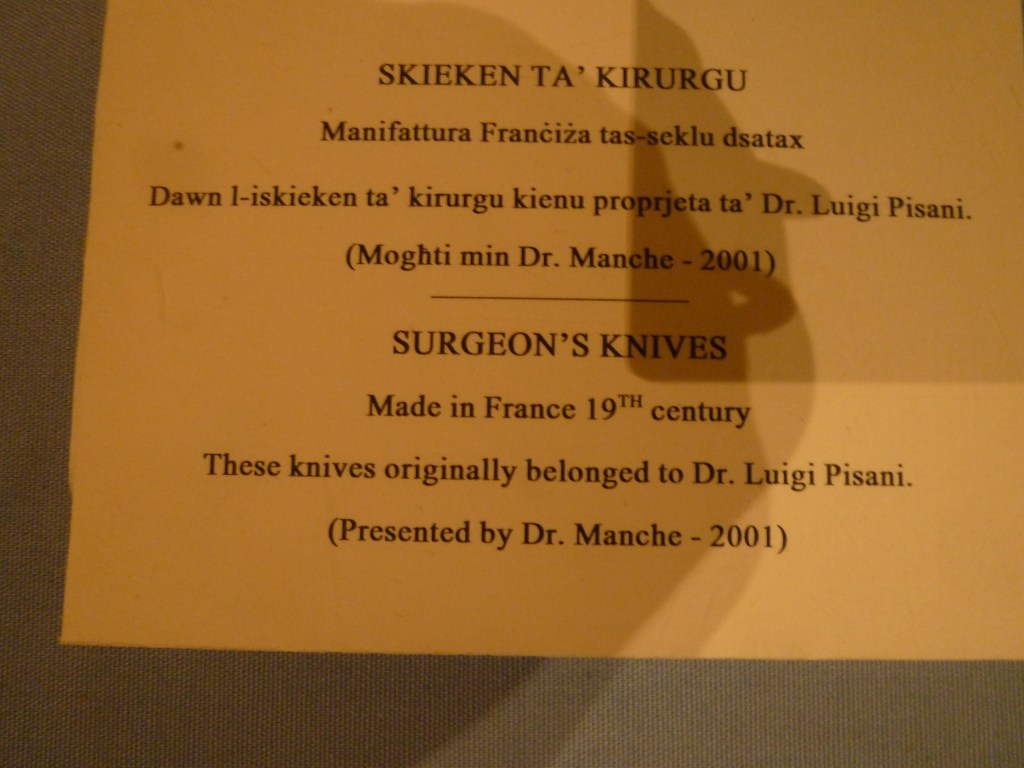 SKIEKEN TA' KIRURGU
Manifattura Franċiża tas-seklu dsatax
Dawn l-iskieken ta' kirurgu kienu proprjeta ta' Dr. Luigi Pisani.
(Mogħti min Dr. Manche - 2001)
SURGEON'S KNIVES
Made in France 19TH century
These knives originally belonged to Dr. Luigi Pisani.
(Presented by Dr. Manche - 2001)